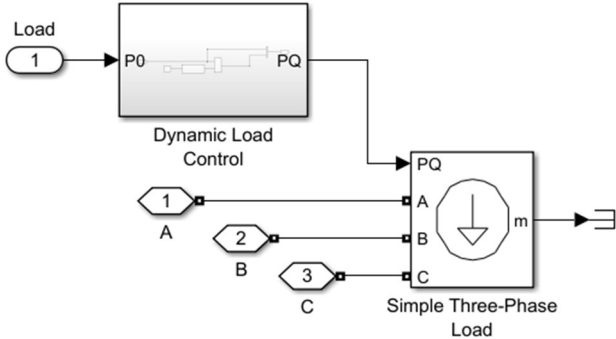 Load
1
P0
PQ
Dynamic Load
Control
PQ
1
A
A
2
B
B
m
3
C
C
Simple Three-Phase
Load